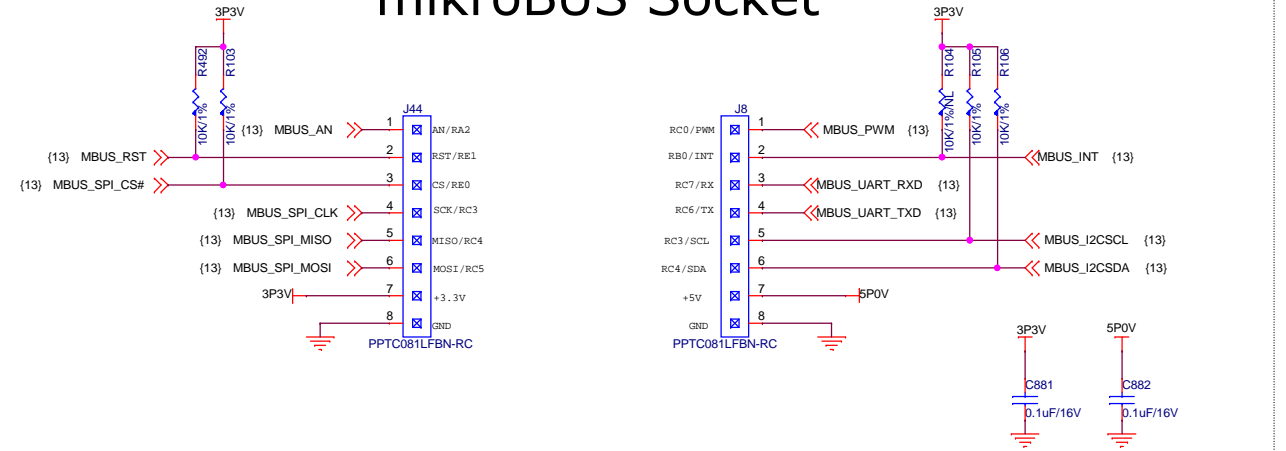 mikroBUS Socket
3P3V
R492
10K/1%
R103
10K/1%
J44
{13} MBUS_AN 1 AN/RA2
{13} MBUS_RST 2 RST/RE1
{13} MBUS_SPI_CS# 3 CS/RE0
{13} MBUS_SPI_CLK 4 SCK/RC3
{13} MBUS_SPI_MISO 5 MISO/RC4
{13} MBUS_SPI_MOSI 6 MOSI/RC5
3P3V 7 +3.3V
8 GND
PPTC081LFBN-RC
3P3V
R104
10K/1%/NL
R105
10K/1%
R106
10K/1%
J8
RC0/PWM 1 MBUS_PWM {13}
RB0/INT 2 MBUS_INT {13}
RC7/RX 3 MBUS_UART_RXD {13}
RC6/TX 4 MBUS_UART_TXD {13}
RC3/SCL 5 MBUS_I2CSCL {13}
RC4/SDA 6 MBUS_I2CSDA {13}
+5V 7 5P0V
GND 8
PPTC081LFBN-RC
3P3V
C881
0.1uF/16V
5P0V
C882
0.1uF/16V